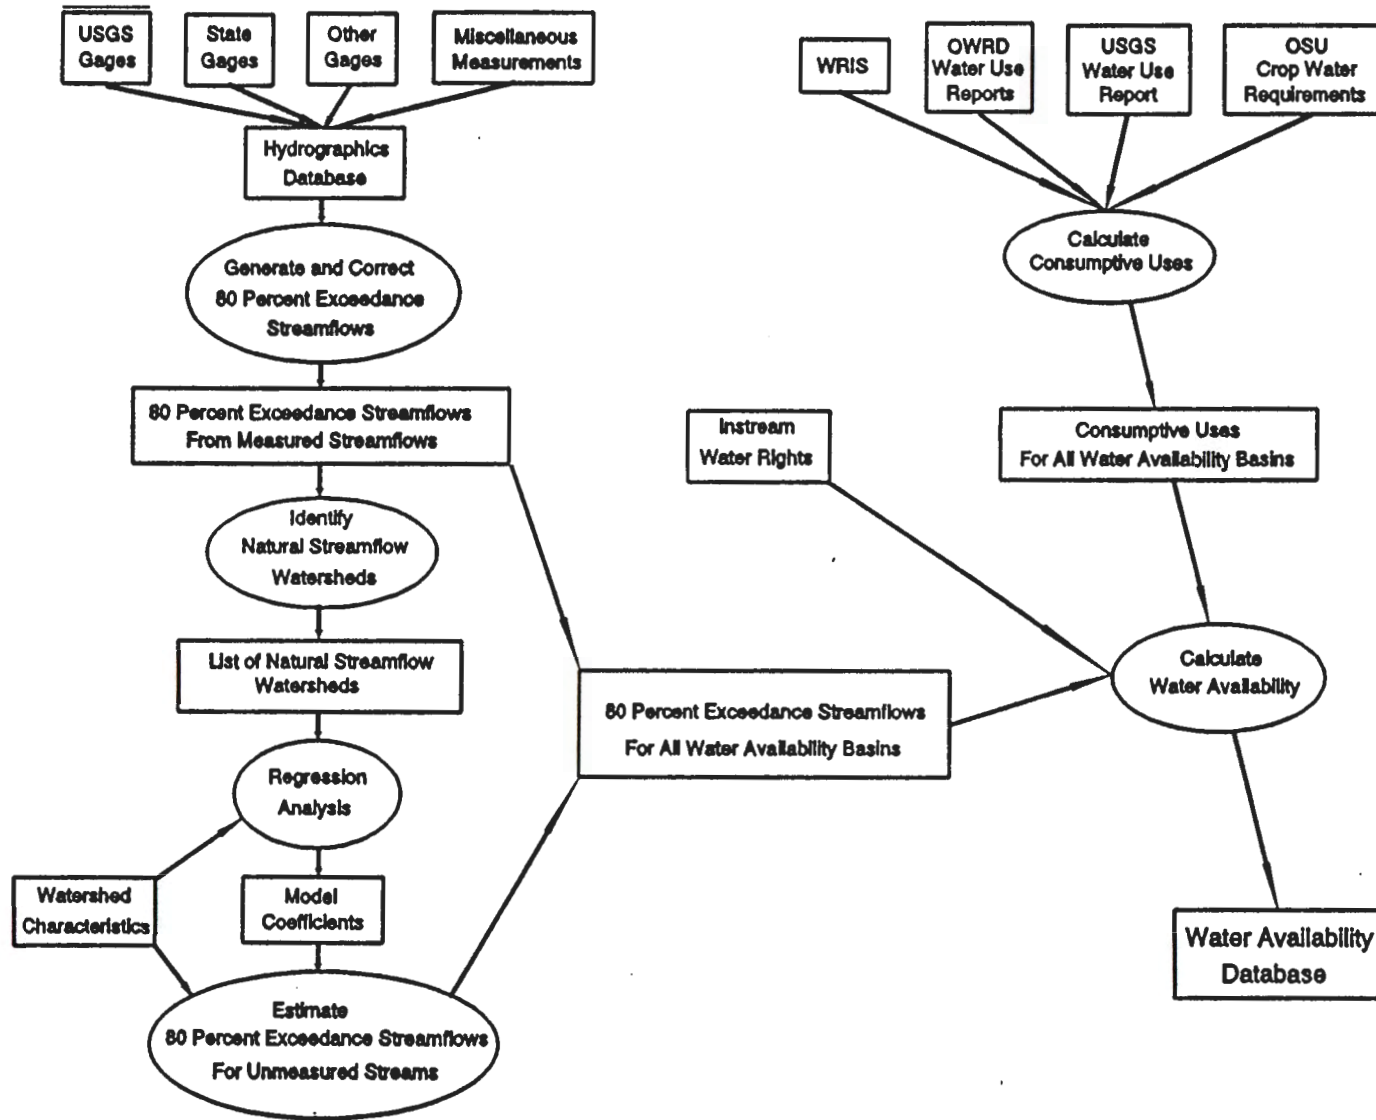 USGS
Gages
State
Gages
Other
Gages
Miscellaneous
Measurements
WRIS
OWRD
Water Use
Reports
USGS
Water Use
Report
OSU
Crop Water
Requirements
Hydrographics
Database
Generate and Correct
80 Percent Exceedance
Streamflows
Calculate
Consumptive Uses
80 Percent Exceedance Streamflows
From Measured Streamflows
Instream
Water Rights
Consumptive Uses
For All Water Availability Basins
Identify
Natural Streamflow
Watersheds
List of Natural Streamflow
Watersheds
Calculate
Water Availability
80 Percent Exceedance Streamflows
For All Water Availability Basins
Regression
Analysis
Watershed
Characteristics
Model
Coefficients
Water Availability
Database
Estimate
80 Percent Exceedance Streamflows
For Unmeasured Streams